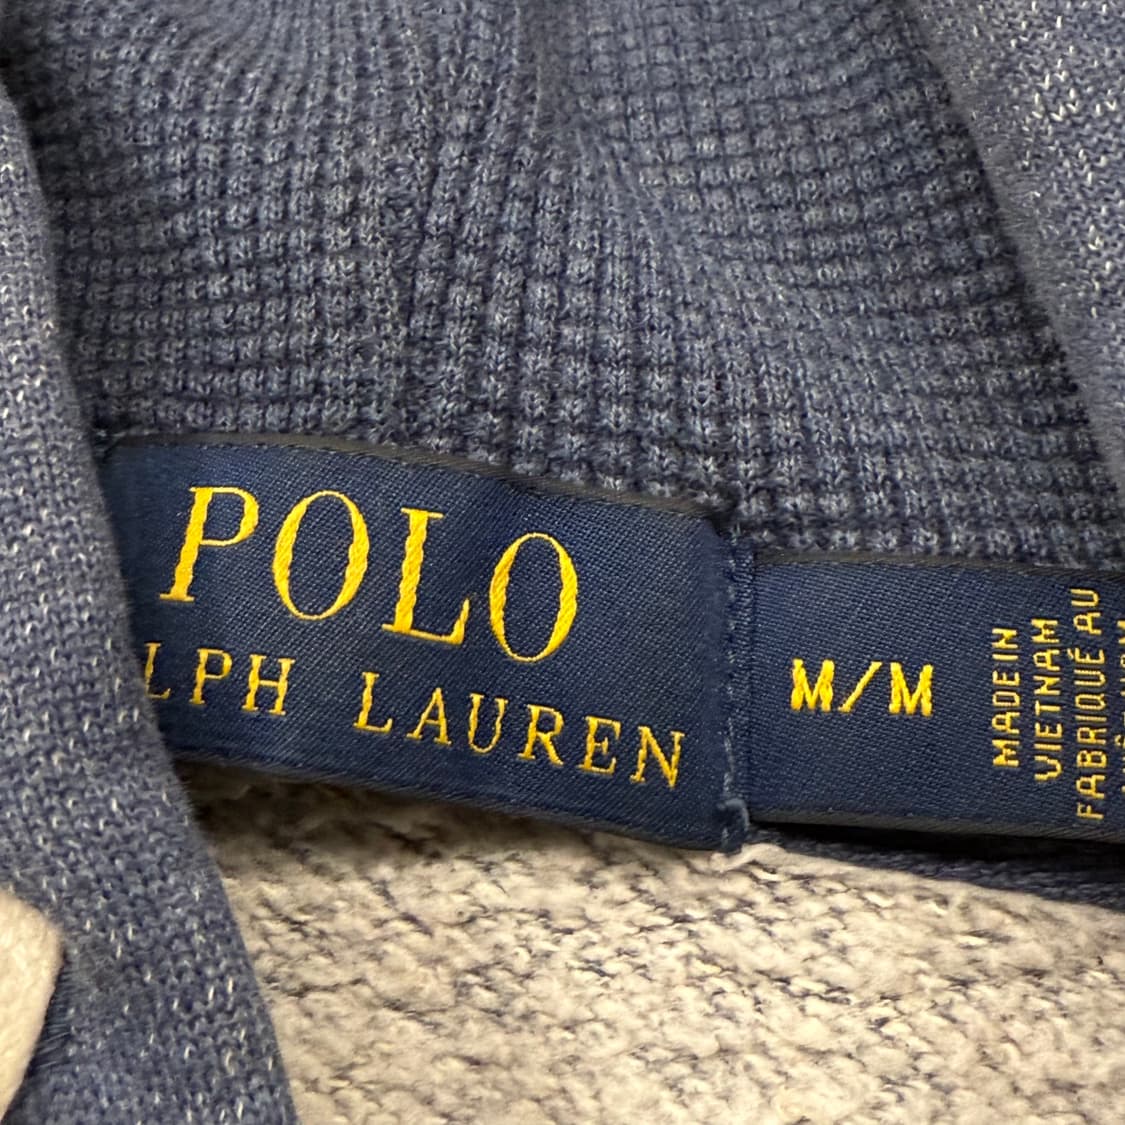 POLO
LPH LAUREN
M/M
MADE IN
VIETNAM
FABRIQUÉ AU